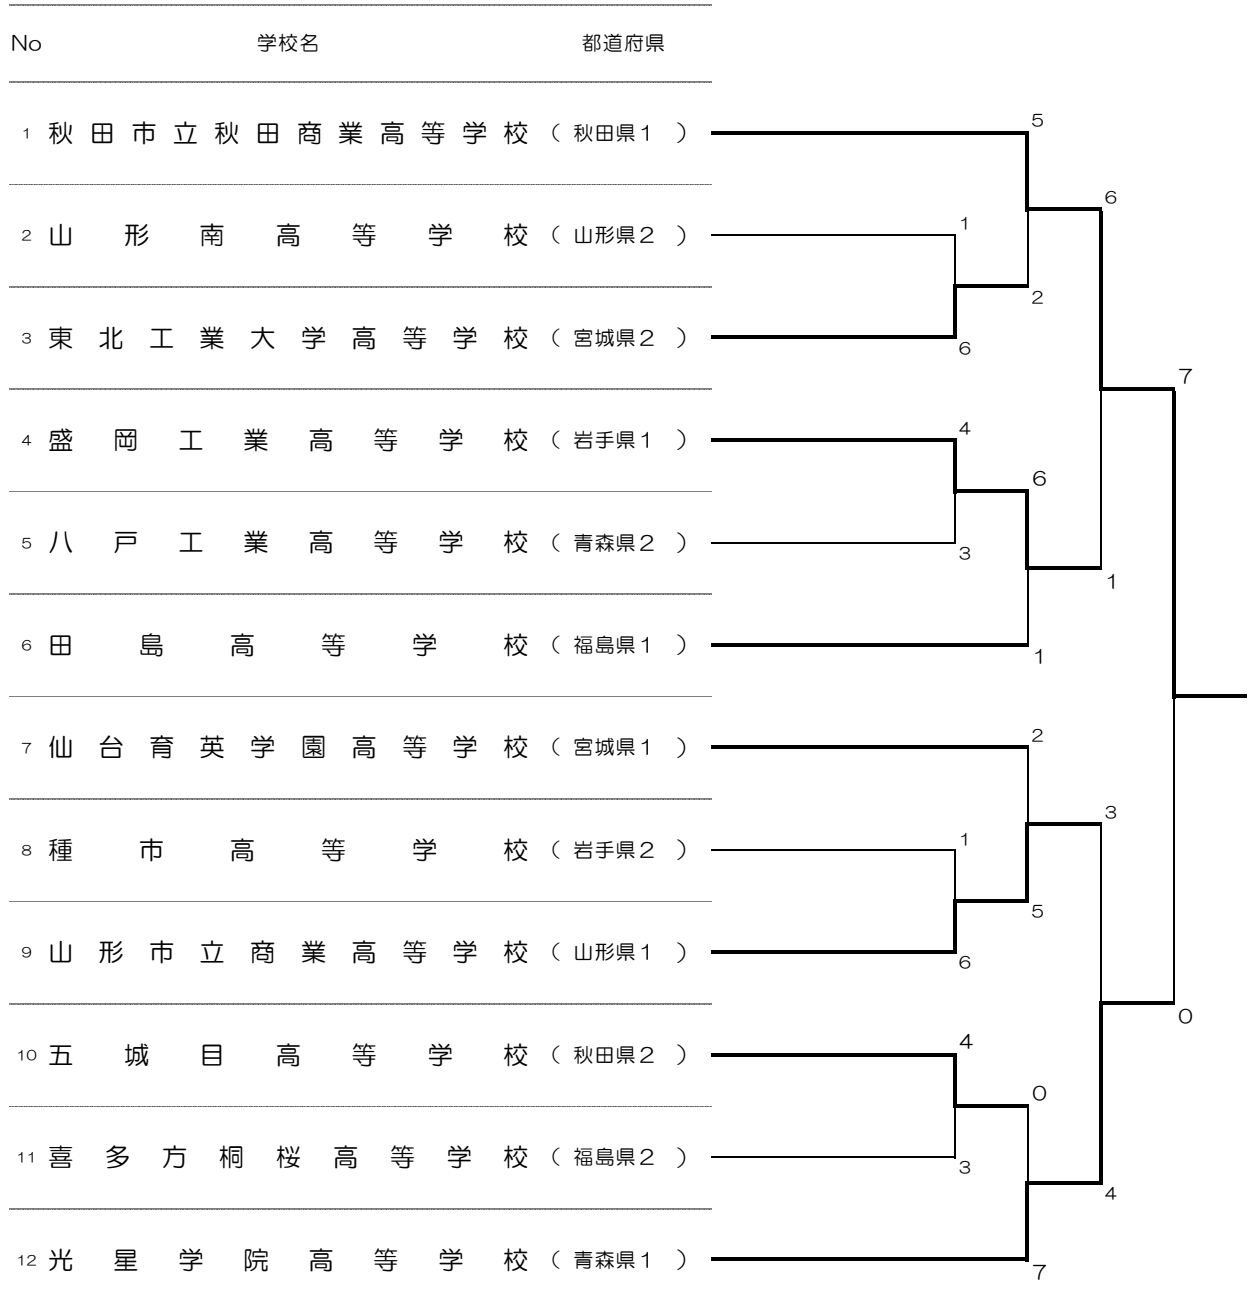 No 学校名 都道府県
5
1 秋田市立秋田商業高等学校 （ 秋田県１ ）
6
1
2 山形南高等学校 （ 山形県２ ）
2
3 東北工業大学高等学校 （ 宮城県２ ）
6
7
4
4 盛岡工業高等学校 （ 岩手県１ ）
6
5 八戸工業高等学校 （ 青森県２ ）
3
1
6 田島高等学校 （ 福島県１ ）
1
2
7 仙台育英学園高等学校 （ 宮城県１ ）
3
1
8 種市高等学校 （ 岩手県２ ）
5
9 山形市立商業高等学校 （ 山形県１ ）
6
0
4
10 五城目高等学校 （ 秋田県２ ）
0
11 喜多方桐桜高等学校 （ 福島県２ ）
3
4
12 光星学院高等学校 （ 青森県１ ）
7